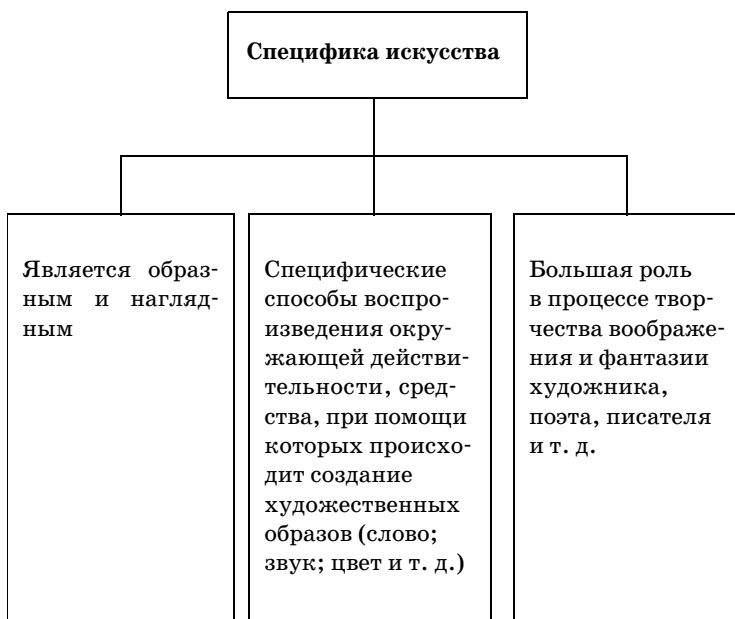 Специфика искусства
Является образ-
ным и нагляд-
ным
Специфические
способы воспро-
изведения окру-
жающей действи-
тельности, сред-
ства, при помощи
которых происхо-
дит создание
художественных
образов (слово;
звук; цвет и т. д.)
Большая роль
в процессе твор-
чества воображе-
ния и фантазии
художника,
поэта, писателя
и т. д.